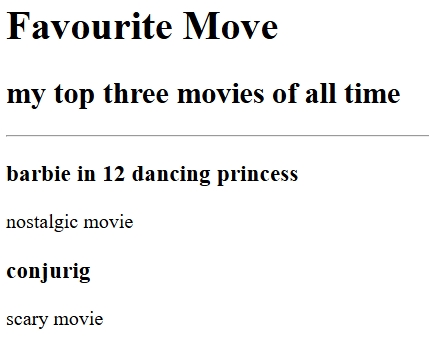 Favourite Move
my top three movies of all time
barbie in 12 dancing princess
nostalgic movie
conjurig
scary movie